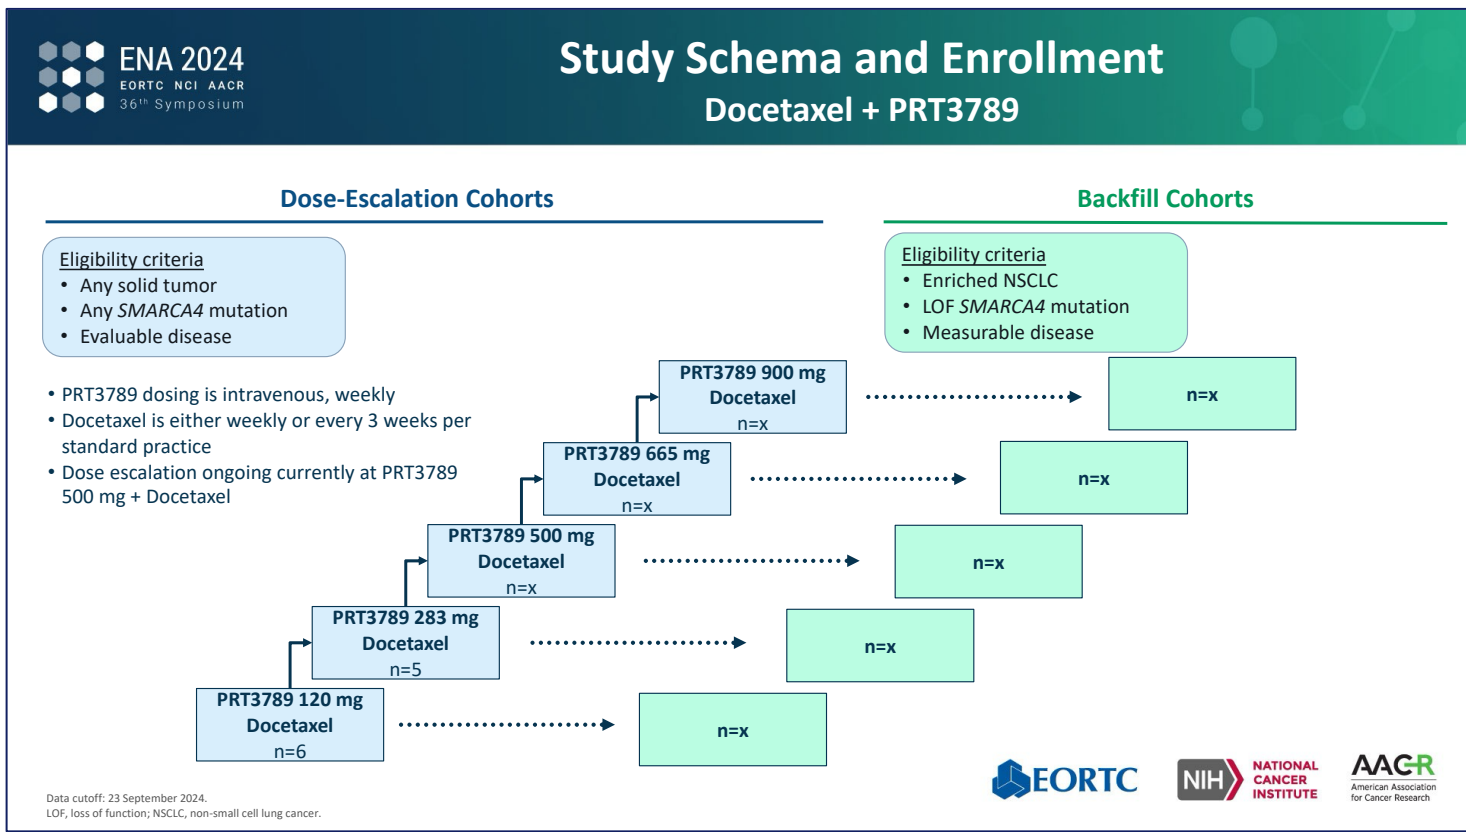 ENA 2024
EORTC NCI AACR
36th Symposium
Study Schema and Enrollment
Docetaxel + PRT3789
Dose-Escalation Cohorts
Eligibility criteria
• Any solid tumor
• Any SMARCA4 mutation
• Evaluable disease
• PRT3789 dosing is intravenous, weekly
• Docetaxel is either weekly or every 3 weeks per
standard practice
• Dose escalation ongoing currently at PRT3789
500 mg + Docetaxel
Backfill Cohorts
Eligibility criteria
• Enriched NSCLC
• LOF SMARCA4 mutation
• Measurable disease
PRT3789 900 mg
Docetaxel
n=x
n=x
PRT3789 665 mg
Docetaxel
n=x
n=x
PRT3789 500 mg
Docetaxel
n=x
n=x
PRT3789 283 mg
Docetaxel
n=5
n=x
PRT3789 120 mg
Docetaxel
n=6
n=x
Data cutoff: 23 September 2024.
LOF, loss of function; NSCLC, non-small cell lung cancer.
EORTC
NIH
NATIONAL
CANCER
INSTITUTE
AACR
American Association
for Cancer Research